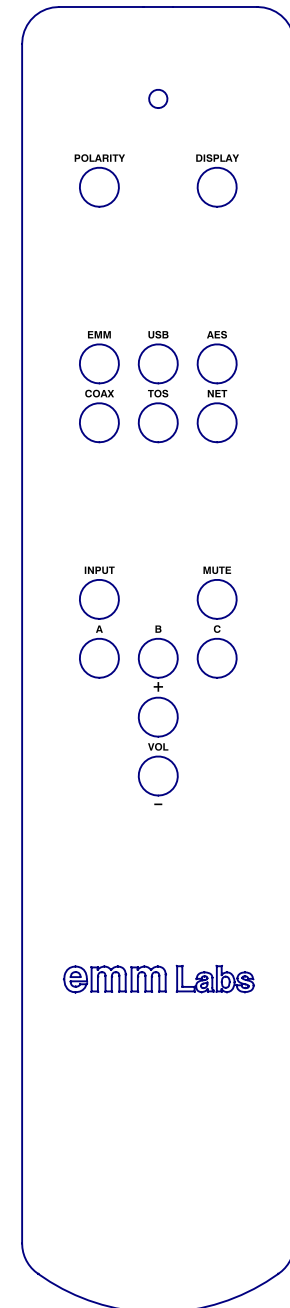 POLARITY DISPLAY
EMM USB AES
COAX TOS NET
INPUT MUTE
A B C
+
VOL
−
emm Labs